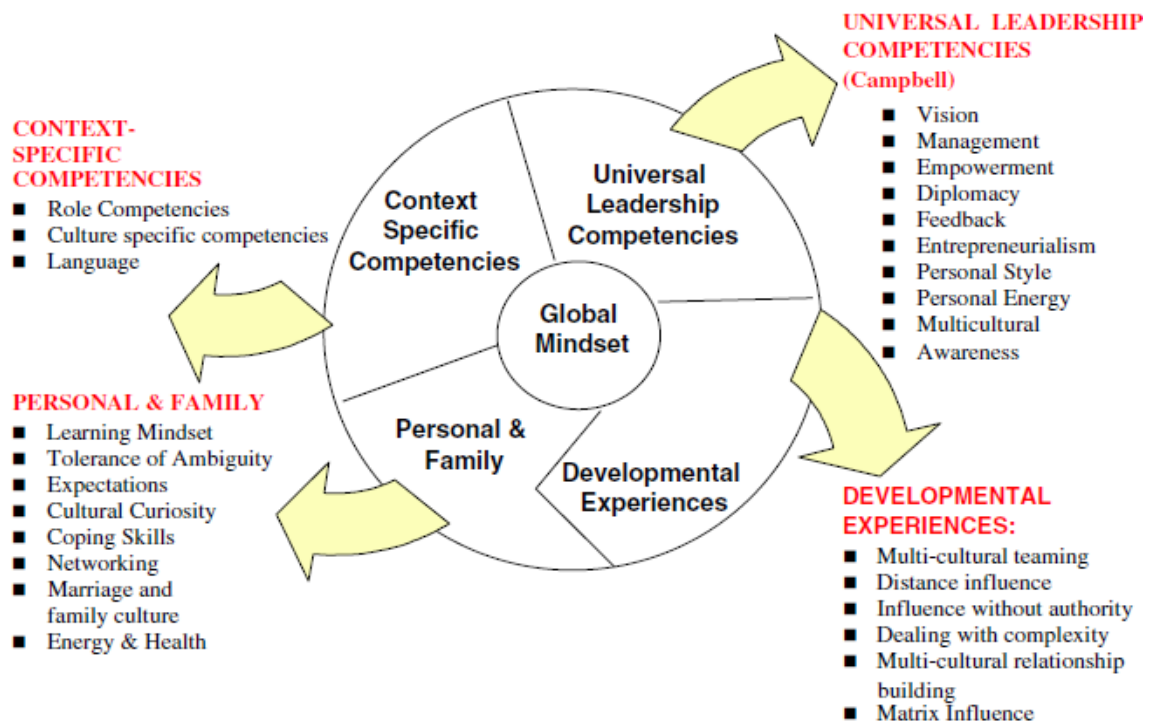 UNIVERSAL LEADERSHIP
COMPETENCIES
(Campbell)
■ Vision
■ Management
■ Empowerment
■ Diplomacy
■ Feedback
■ Entrepreneurialism
■ Personal Style
■ Personal Energy
■ Multicultural
■ Awareness
CONTEXT-
SPECIFIC
COMPETENCIES
■ Role Competencies
■ Culture specific competencies
■ Language
Context
Specific
Competencies
Universal
Leadership
Competencies
Global
Mindset
Personal &
Family
Developmental
Experiences
PERSONAL & FAMILY
■ Learning Mindset
■ Tolerance of Ambiguity
■ Expectations
■ Cultural Curiosity
■ Coping Skills
■ Networking
■ Marriage and
family culture
■ Energy & Health
DEVELOPMENTAL
EXPERIENCES:
■ Multi-cultural teaming
■ Distance influence
■ Influence without authority
■ Dealing with complexity
■ Multi-cultural relationship
building
■ Matrix Influence